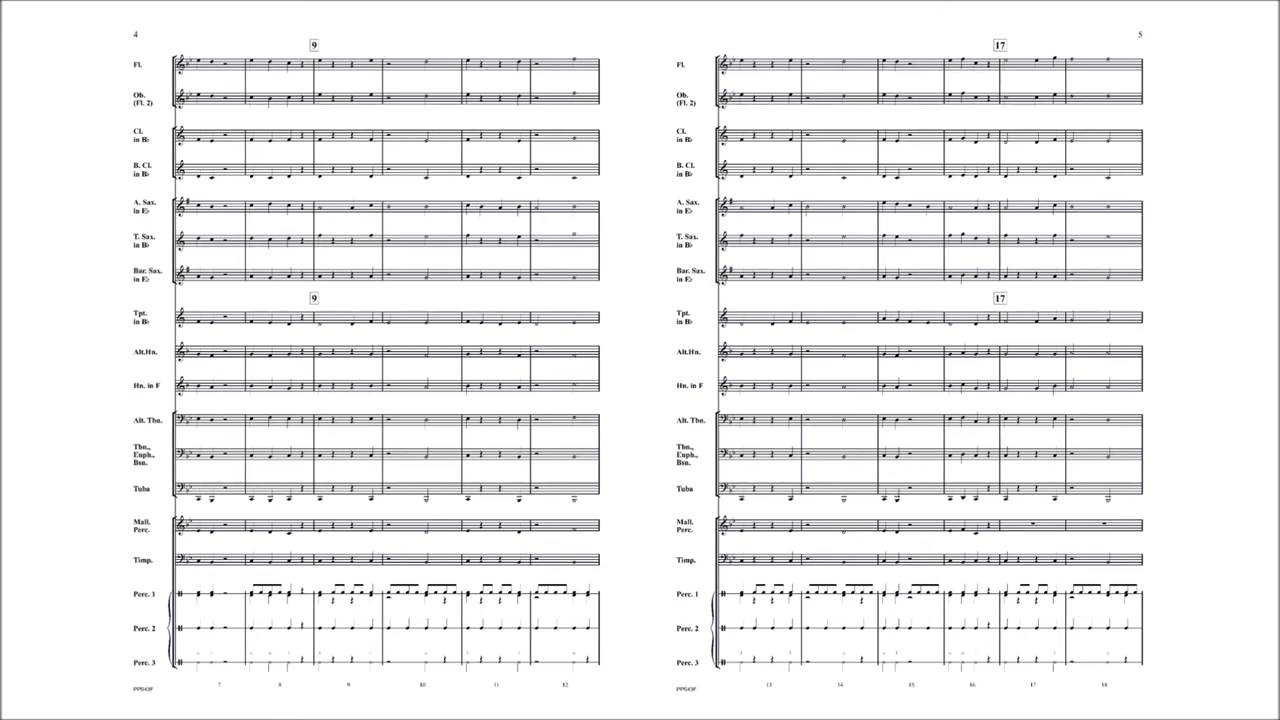 4
9
Fl.
Ob.
(Fl. 2)
Cl.
in B♭
B. Cl.
in B♭
A. Sax.
in E♭
T. Sax.
in B♭
Bar. Sax.
in E♭
9
Tpt.
in B♭
Alt.Hn.
Hn. in F
Alt. Tbn.
Tbn.,
Euph.,
Bsn.
Tuba
Mall.
Perc.
Timp.
Perc. 1
Perc. 2
Perc. 3
7 8 9 10 11 12
PPS43F
5
17
Fl.
Ob.
(Fl. 2)
Cl.
in B♭
B. Cl.
in B♭
A. Sax.
in E♭
T. Sax.
in B♭
Bar. Sax.
in E♭
17
Tpt.
in B♭
Alt.Hn.
Hn. in F
Alt. Tbn.
Tbn.,
Euph.,
Bsn.
Tuba
Mall.
Perc.
Timp.
Perc. 1
Perc. 2
Perc. 3
13 14 15 16 17 18
PPS43F